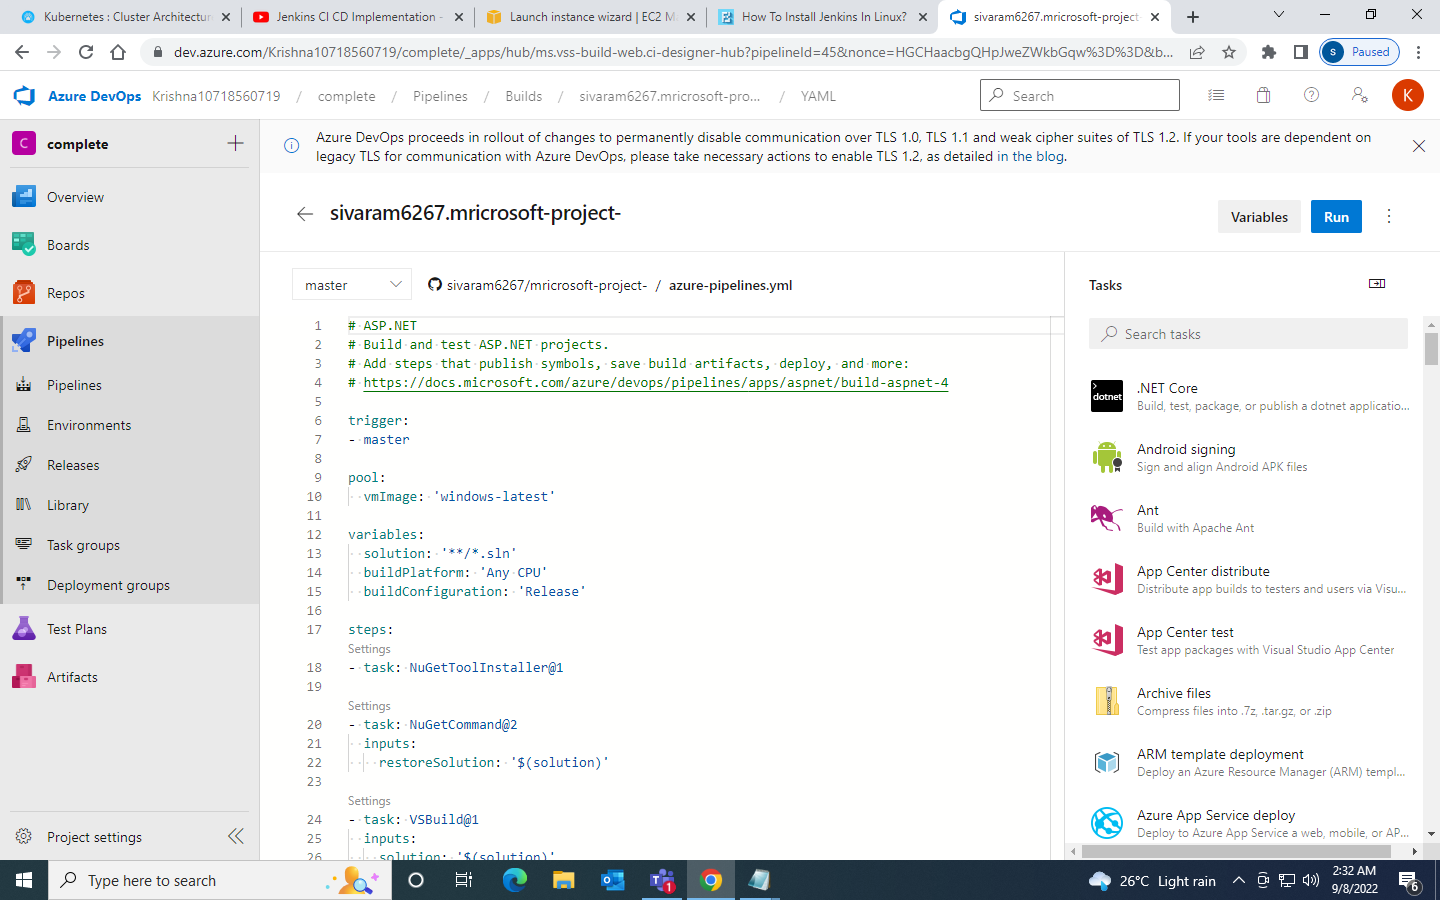 Kubernetes : Cluster Architectur
Jenkins CI CD Implementation -
Launch instance wizard | EC2 M
How To Install Jenkins In Linux?
sivaram6267.mricrosoft-project-
dev.azure.com/Krishna10718560719/complete/_apps/hub/ms.vss-build-web.ci-designer-hub?pipelineId=45&nonce=HGCHaacbgQHpJweZWkbGqw%3D%3D&b...
s Paused
Azure DevOps Krishna10718560719 / complete / Pipelines / Builds / sivaram6267.mricrosoft-pro... / YAML
Search
K
C complete
Azure DevOps proceeds in rollout of changes to permanently disable communication over TLS 1.0, TLS 1.1 and weak cipher suites of TLS 1.2. If your tools are dependent on
legacy TLS for communication with Azure DevOps, please take necessary actions to enable TLS 1.2, as detailed in the blog.
Overview
Boards
Repos
Pipelines
Pipelines
Environments
Releases
Library
Task groups
Deployment groups
Test Plans
Artifacts
Project settings
sivaram6267.mricrosoft-project-
Variables
Run
master
sivaram6267/mricrosoft-project- / azure-pipelines.yml
1 # ASP.NET
2 # Build and test ASP.NET projects.
3 # Add steps that publish symbols, save build artifacts, deploy, and more:
4 # https://docs.microsoft.com/azure/devops/pipelines/apps/aspnet/build-aspnet-4
5
6 trigger:
7 - master
8
9 pool:
10 vmImage: 'windows-latest'
11
12 variables:
13 solution: '**/*.sln'
14 buildPlatform: 'Any CPU'
15 buildConfiguration: 'Release'
16
17 steps:
Settings
18 - task: NuGetToolInstaller@1
19
Settings
20 - task: NuGetCommand@2
21 inputs:
22 restoreSolution: '$(solution)'
23
Settings
24 - task: VSBuild@1
25 inputs:
26 solution: '$(solution)'
Tasks
Search tasks
dotnet
.NET Core
Build, test, package, or publish a dotnet applicatio...
Android signing
Sign and align Android APK files
Ant
Build with Apache Ant
App Center distribute
Distribute app builds to testers and users via Visu...
App Center test
Test app packages with Visual Studio App Center
Archive files
Compress files into .7z, .tar.gz, or .zip
ARM template deployment
Deploy an Azure Resource Manager (ARM) templ...
Azure App Service deploy
Deploy to Azure App Service a web, mobile, or AP...
Type here to search
1
26°C Light rain
2:32 AM
9/8/2022
6